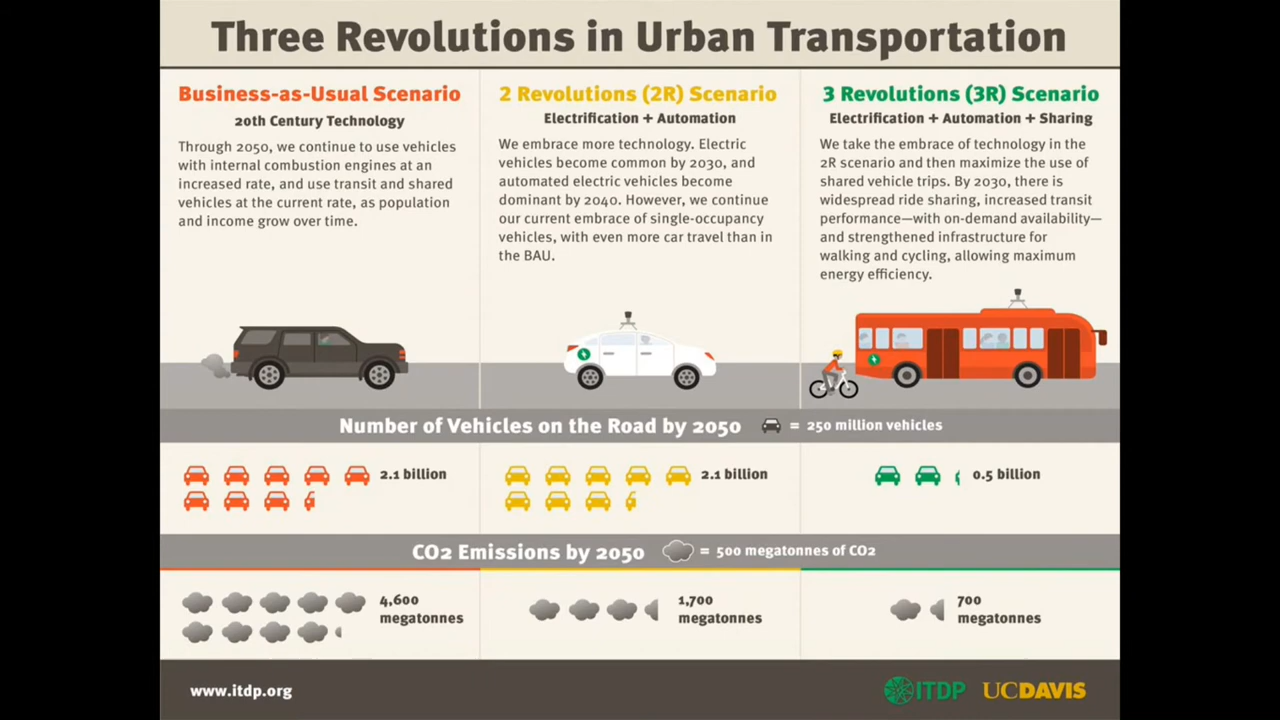 Three Revolutions in Urban Transportation
Business-as-Usual Scenario
20th Century Technology
Through 2050, we continue to use vehicles
with internal combustion engines at an
increased rate, and use transit and shared
vehicles at the current rate, as population
and income grow over time.
2 Revolutions (2R) Scenario
Electrification + Automation
We embrace more technology. Electric
vehicles become common by 2030, and
automated electric vehicles become
dominant by 2040. However, we continue
our current embrace of single-occupancy
vehicles, with even more car travel than in
the BAU.
3 Revolutions (3R) Scenario
Electrification + Automation + Sharing
We take the embrace of technology in the
2R scenario and then maximize the use of
shared vehicle trips. By 2030, there is
widespread ride sharing, increased transit
performance—with on-demand availability—
and strengthened infrastructure for
walking and cycling, allowing maximum
energy efficiency.
Number of Vehicles on the Road by 2050 = 250 million vehicles
2.1 billion
2.1 billion
0.5 billion
CO2 Emissions by 2050 = 500 megatonnes of CO2
4,600
megatonnes
1,700
megatonnes
700
megatonnes
www.itdp.org
ITDP
UCDAVIS